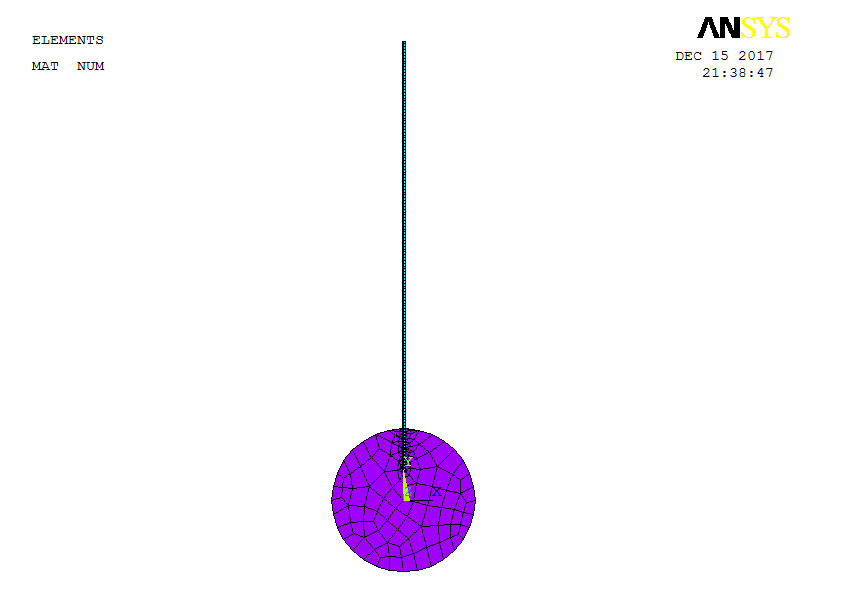 ELEMENTS
MAT NUM
ANSYS
DEC 15 2017
21:38:47
X